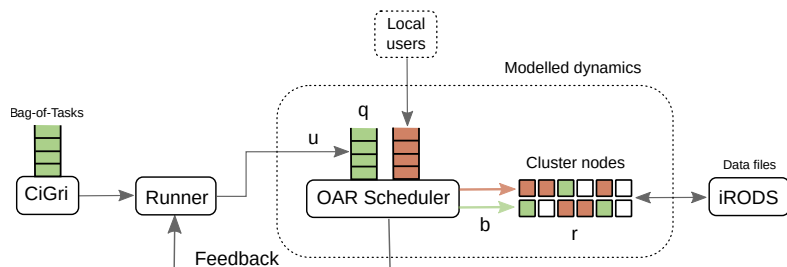 Local
users
Modelled dynamics
Bag-of-Tasks
q
u
Cluster nodes
Data files
CiGri
Runner
OAR Scheduler
iRODS
b
r
Feedback